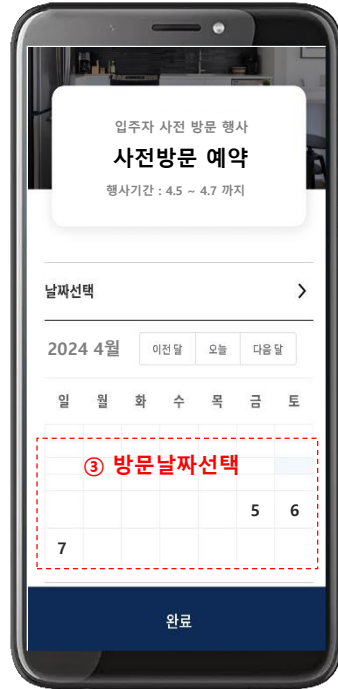 입주자 사전 방문 행사
사전방문 예약
행사기간 : 4.5 ~ 4.7 까지
날짜선택
2024 4월 이전 달 오늘 다음 달
일 월 화 수 목 금 토
③ 방문날짜선택
5 6
7
완료